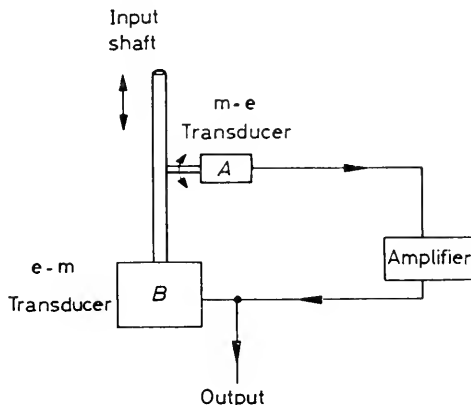 Input
shaft
m-e
Transducer
A
Amplifier
e-m
Transducer
B
Output